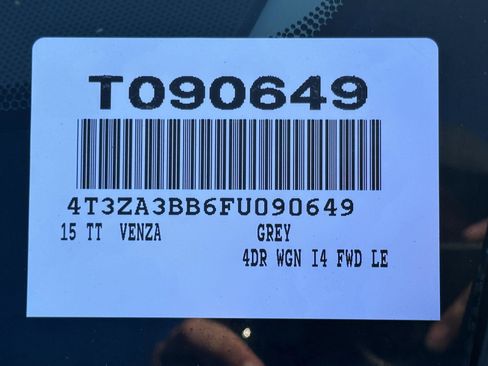 T090649
4T3ZA3BB6FU090649
15 TT VENZA GREY
4DR WGN I4 FWD LE